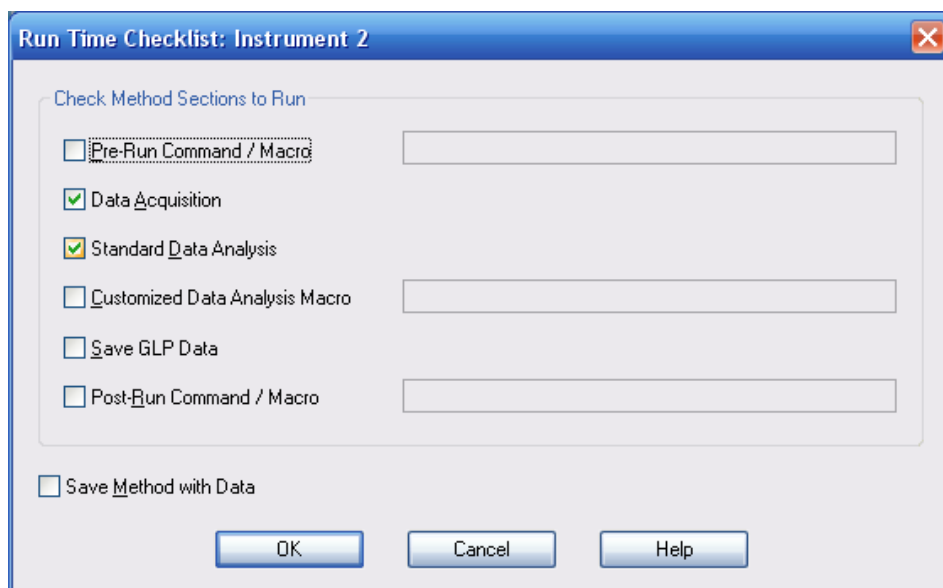 Run Time Checklist: Instrument 2
Check Method Sections to Run
Pre-Run Command / Macro
Data Acquisition
Standard Data Analysis
Customized Data Analysis Macro
Save GLP Data
Post-Run Command / Macro
Save Method with Data
OK Cancel Help